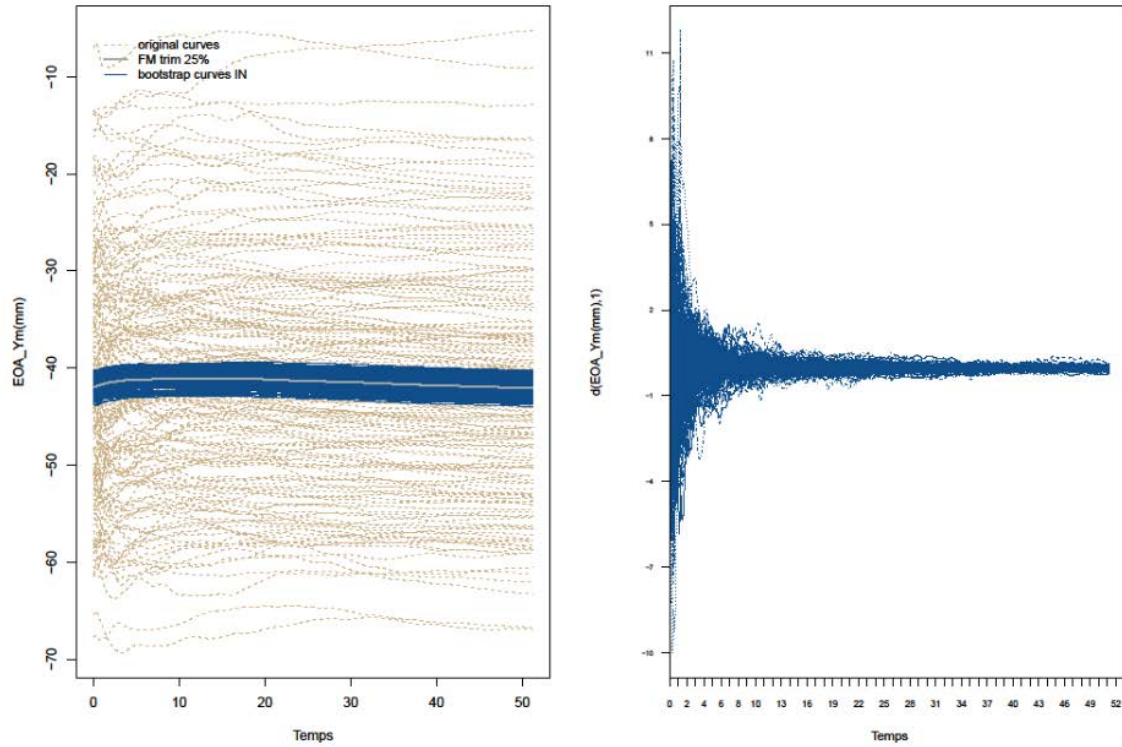 original curves
FM trim 25%
bootstrap curves IN
EOA_Ym(mm)
-10
-20
-30
-40
-50
-60
-70
0 10 20 30 40 50
Temps
d(EOA_Ym(mm),1)
11
8
5
2
-1
-4
-7
-10
0 2 4 6 8 10 13 16 19 22 25 28 31 34 37 40 43 46 49 52
Temps